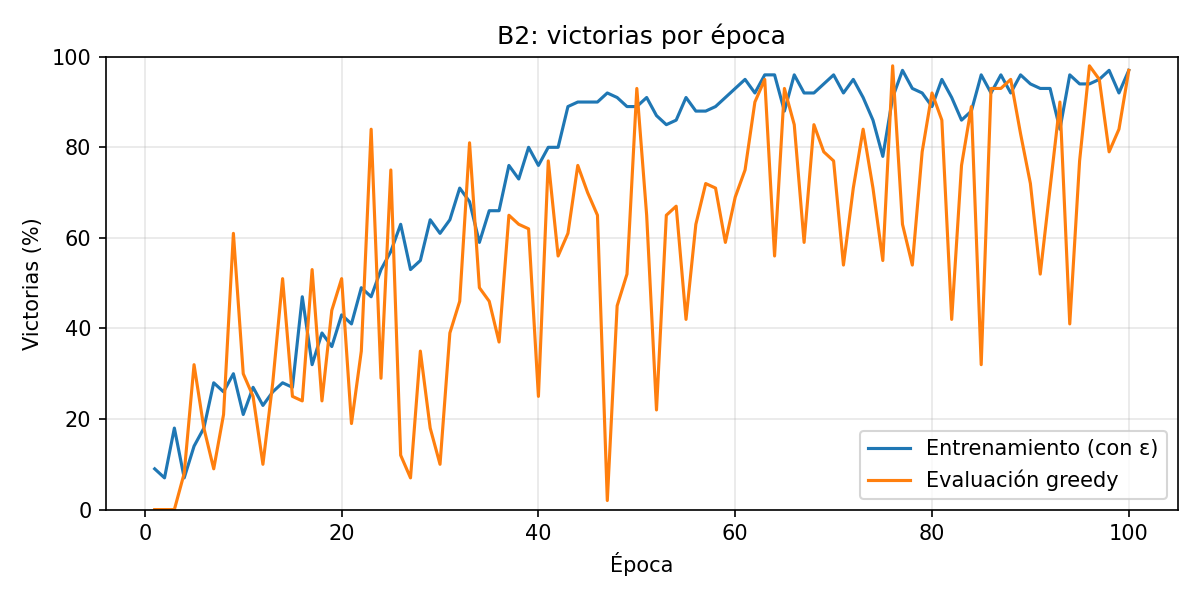 B2: victorias por época
Victorias (%)
100
80
60
40
20
0
0 20 40 60 80 100
Época
Entrenamiento (con ε)
Evaluación greedy